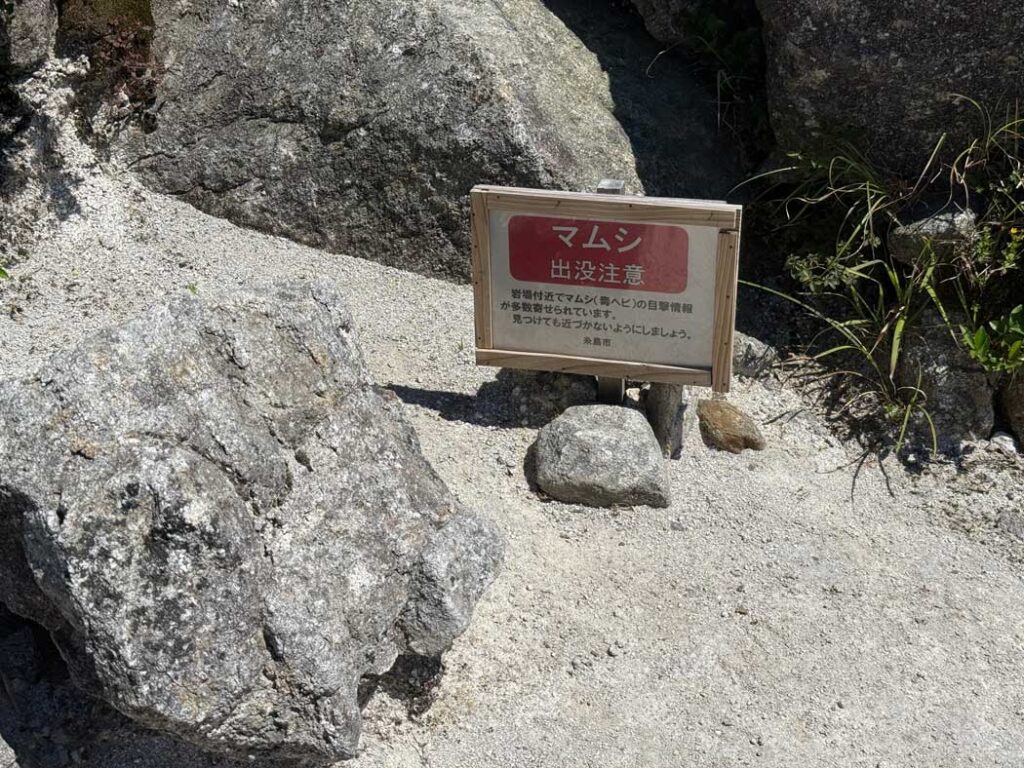 マムシ
出没注意
岩場付近でマムシ(毒ヘビ)の目撃情報
が多数寄せられています。
見つけても近づかないようにしましょう。
糸島市